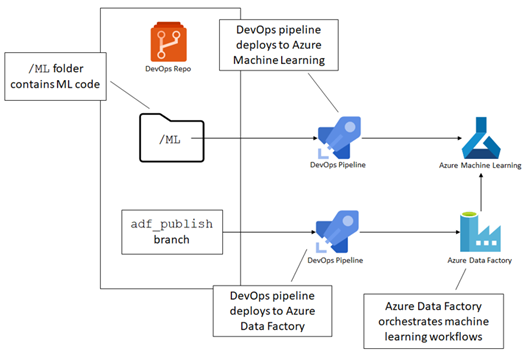 /ML folder
contains ML code
DevOps Repo
DevOps pipeline
deploys to Azure
Machine Learning
/ML
DevOps Pipeline
Azure Machine Learning
adf_publish
branch
DevOps Pipeline
Azure Data Factory
DevOps pipeline
deploys to Azure
Data Factory
Azure Data Factory
orchestrates machine
learning workflows